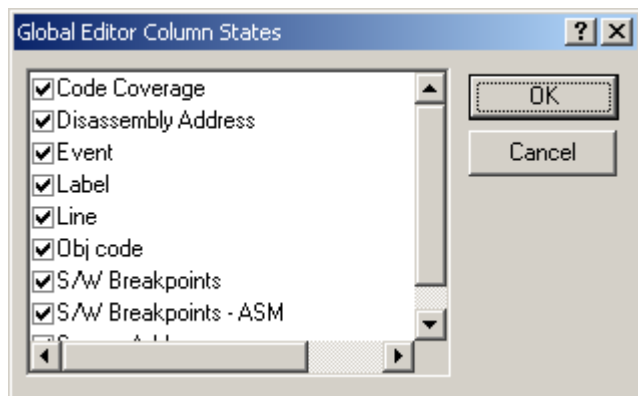 Global Editor Column States
Code Coverage
Disassembly Address
Event
Label
Line
Obj code
S/W Breakpoints
S/W Breakpoints - ASM
OK
Cancel